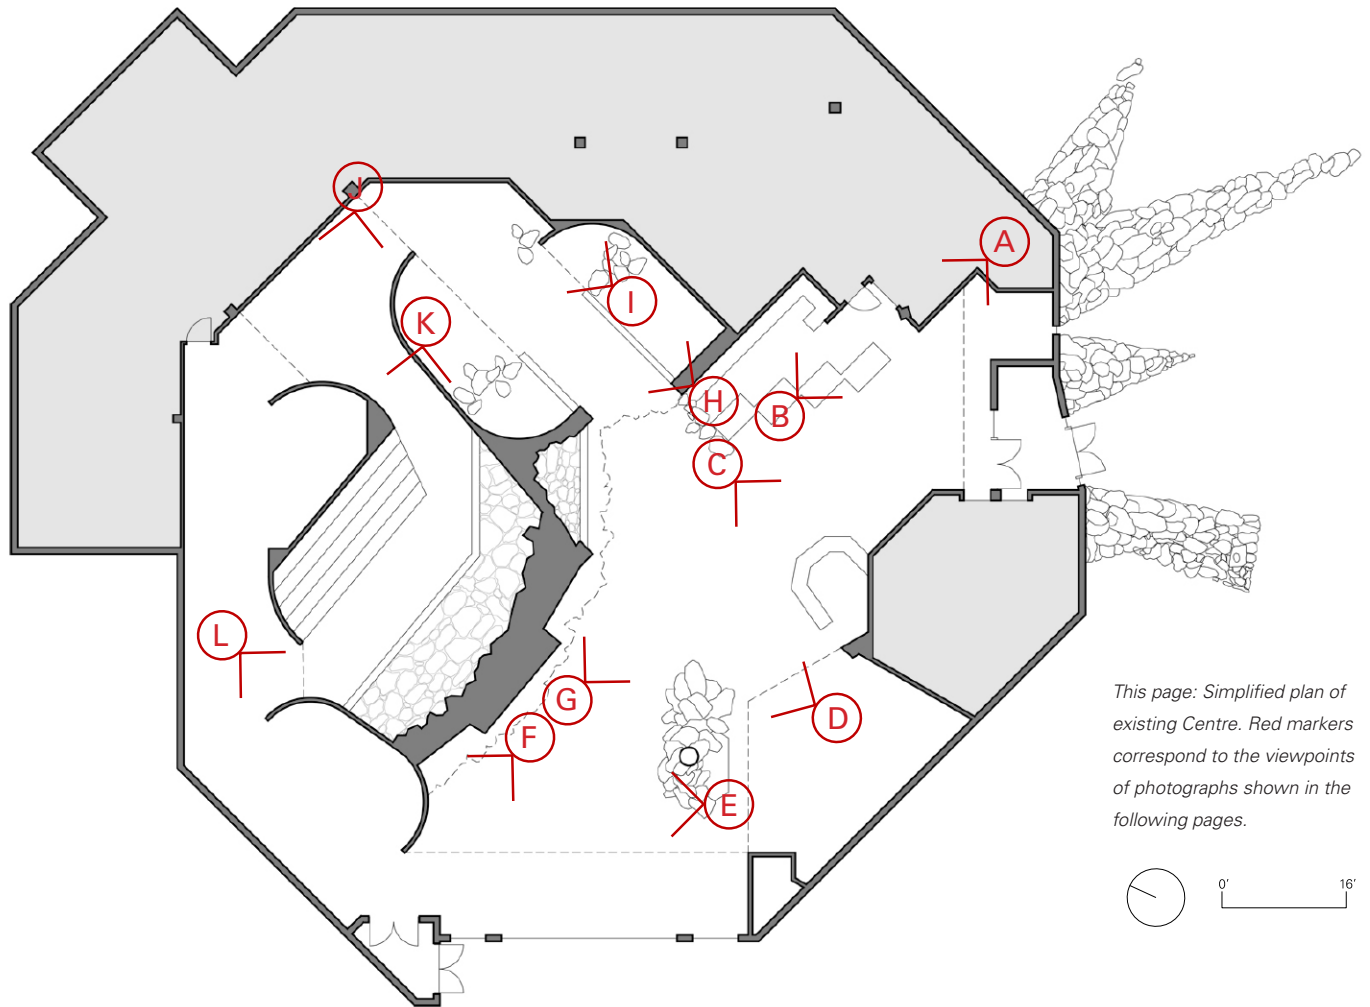 J
A
I
K
H
B
C
L
G
F
D
E
This page: Simplified plan of
existing Centre. Red markers
correspond to the viewpoints
of photographs shown in the
following pages.
0' 16'